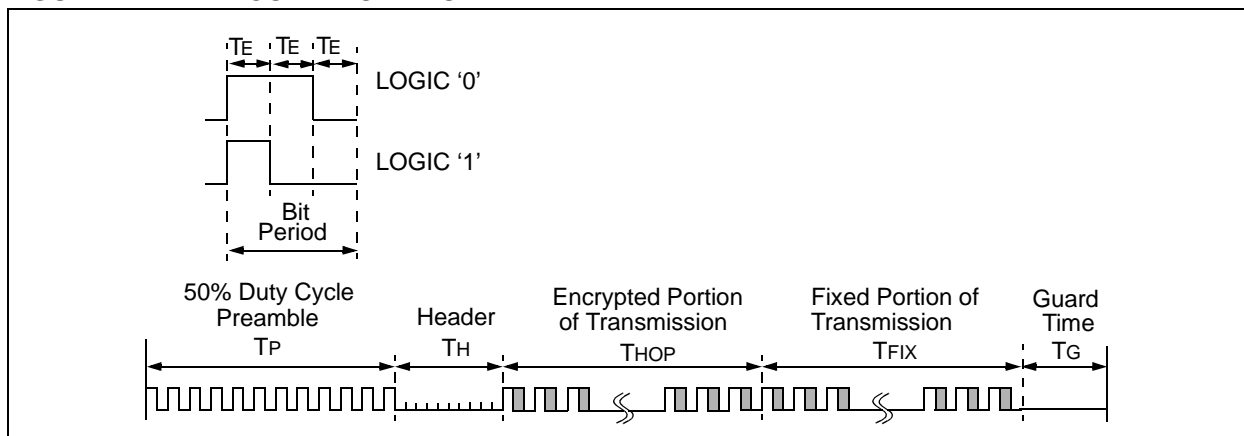 TE TE TE
LOGIC ‘0’
LOGIC ‘1’
Bit
Period
50% Duty Cycle
Preamble
TP
Header
TH
Encrypted Portion
of Transmission
THOP
Fixed Portion of
Transmission
TFIX
Guard
Time
TG